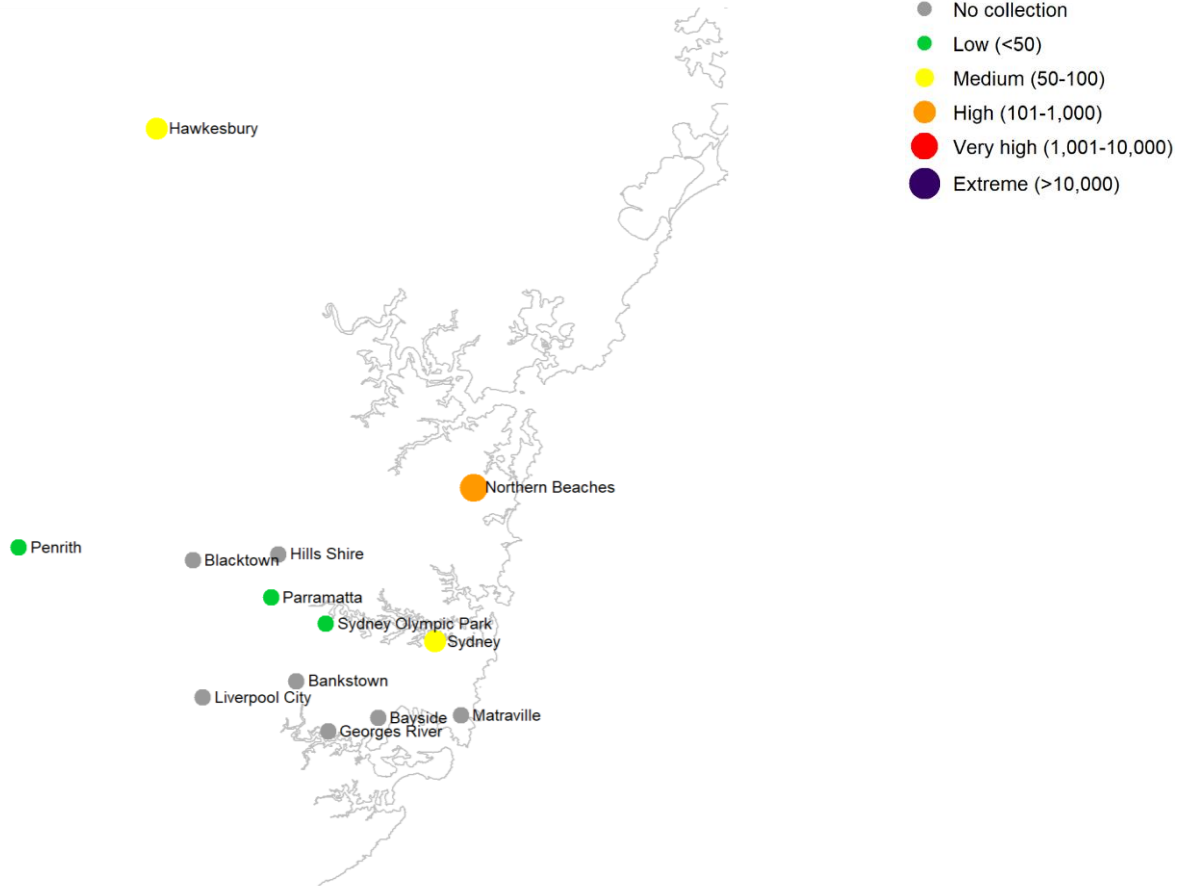 No collection
Low (<50)
Medium (50-100)
High (101-1,000)
Very high (1,001-10,000)
Extreme (>10,000)
Hawkesbury
Northern Beaches
Penrith
Blacktown
Hills Shire
Parramatta
Sydney Olympic Park
Sydney
Bankstown
Liverpool City
Bayside
Matraville
Georges River